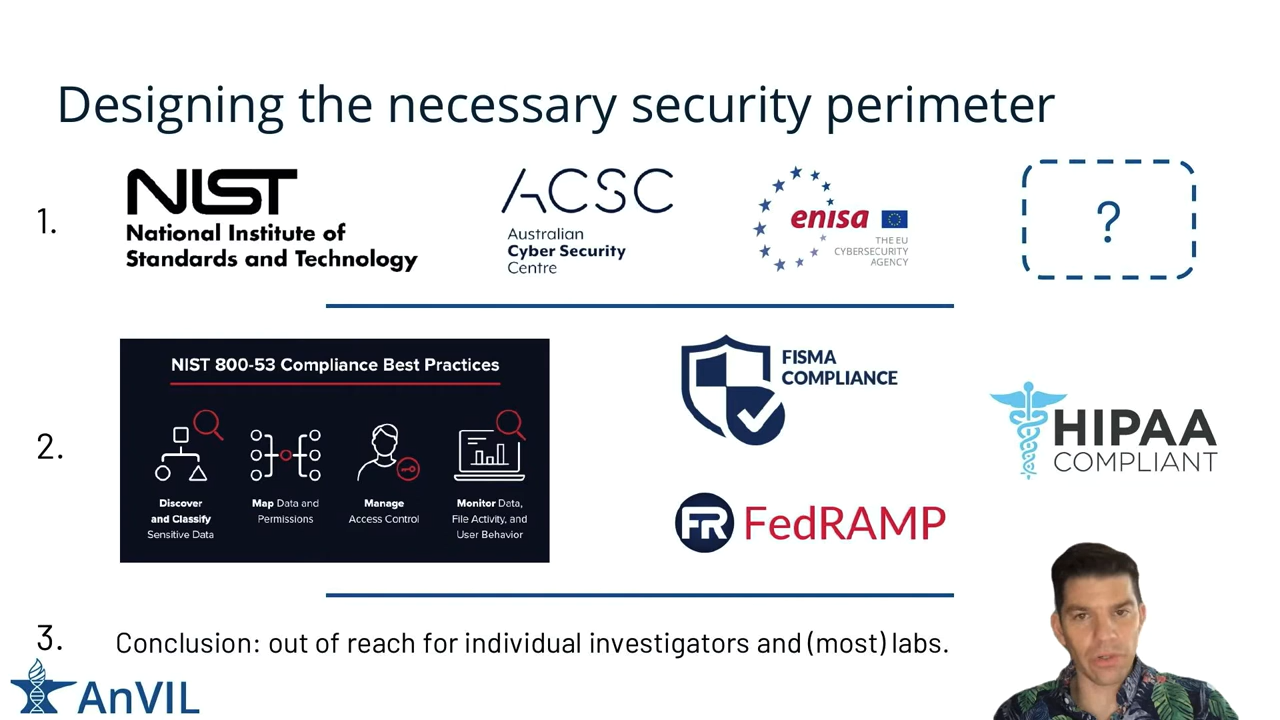 Designing the necessary security perimeter
1.
NIST
National Institute of
Standards and Technology
ACSC
Australian
Cyber Security
Centre
enisa
THE EU
CYBERSECURITY
AGENCY
?
2.
NIST 800-53 Compliance Best Practices
Discover
and Classify
Sensitive Data
Map Data and
Permissions
Manage
Access Control
Monitor Data,
File Activity, and
User Behavior
FISMA
COMPLIANCE
FR FedRAMP
HIPAA
COMPLIANT
3.
Conclusion: out of reach for individual investigators and (most) labs.
AnVIL